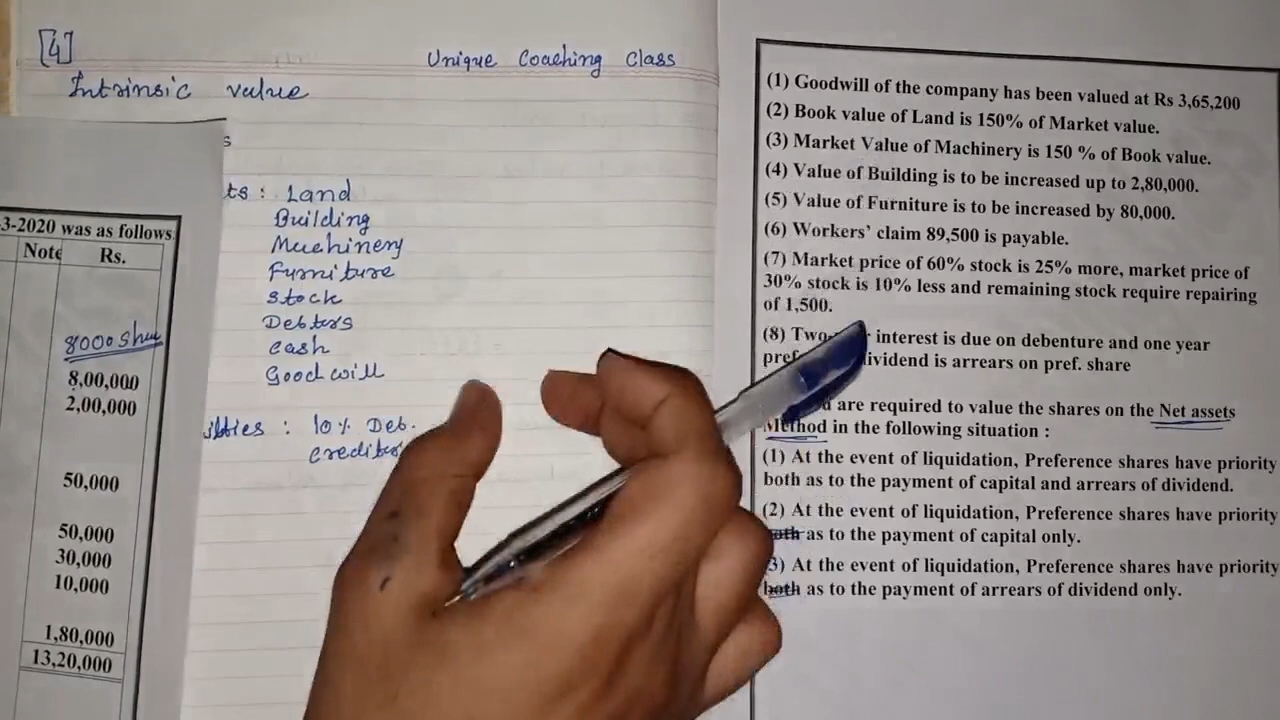 [4]
Unique Coaching Class
Intrinsic value
s
ts : Land
Building
Machinery
Furniture
Stock
Debtors
Cash
Goodwill
ilities : 10% Deb.
creditors
3-2020 was as follows
Note Rs.
8000
8,00,000
2,00,000
50,000
50,000
30,000
10,000
1,80,000
13,20,000
(1) Goodwill of the company has been valued at Rs 3,65,200
(2) Book value of Land is 150% of Market value.
(3) Market Value of Machinery is 150 % of Book value.
(4) Value of Building is to be increased up to 2,80,000.
(5) Value of Furniture is to be increased by 80,000.
(6) Workers’ claim 89,500 is payable.
(7) Market price of 60% stock is 25% more, market price of
30% stock is 10% less and remaining stock require repairing
of 1,500.
(8) Two interest is due on debenture and one year
pref. dividend is arrears on pref. share
are required to value the shares on the Net assets
Method in the following situation :
(1) At the event of liquidation, Preference shares have priority
both as to the payment of capital and arrears of dividend.
(2) At the event of liquidation, Preference shares have priority
both as to the payment of capital only.
3) At the event of liquidation, Preference shares have priority
both as to the payment of arrears of dividend only.